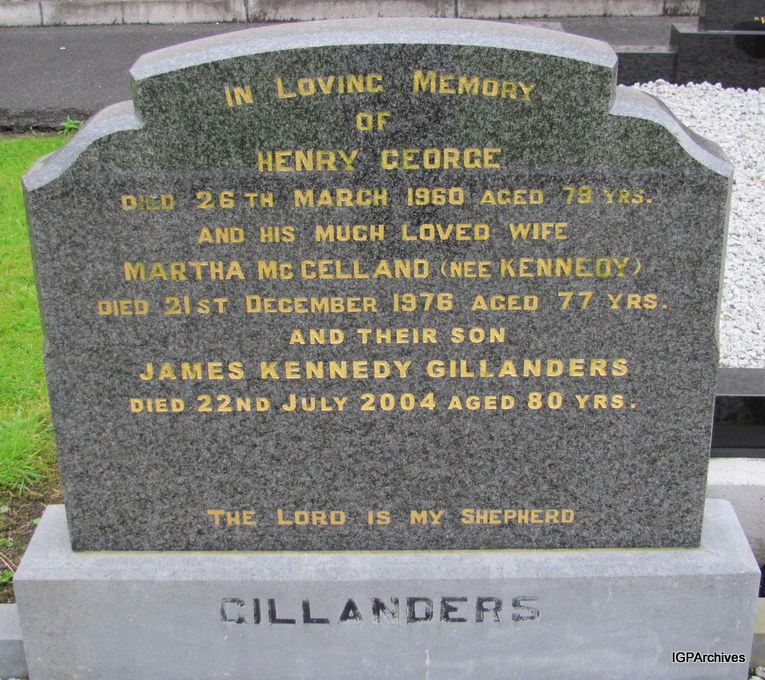 IN LOVING MEMORY
OF
HENRY GEORGE
DIED 26TH MARCH 1960 AGED 79 YRS.
AND HIS MUCH LOVED WIFE
MARTHA MCCELLAND (NEE KENNEDY)
DIED 21ST DECEMBER 1976 AGED 77 YRS.
AND THEIR SON
JAMES KENNEDY GILLANDERS
DIED 22ND JULY 2004 AGED 80 YRS.
THE LORD IS MY SHEPHERD
GILLANDERS
IGPArchives